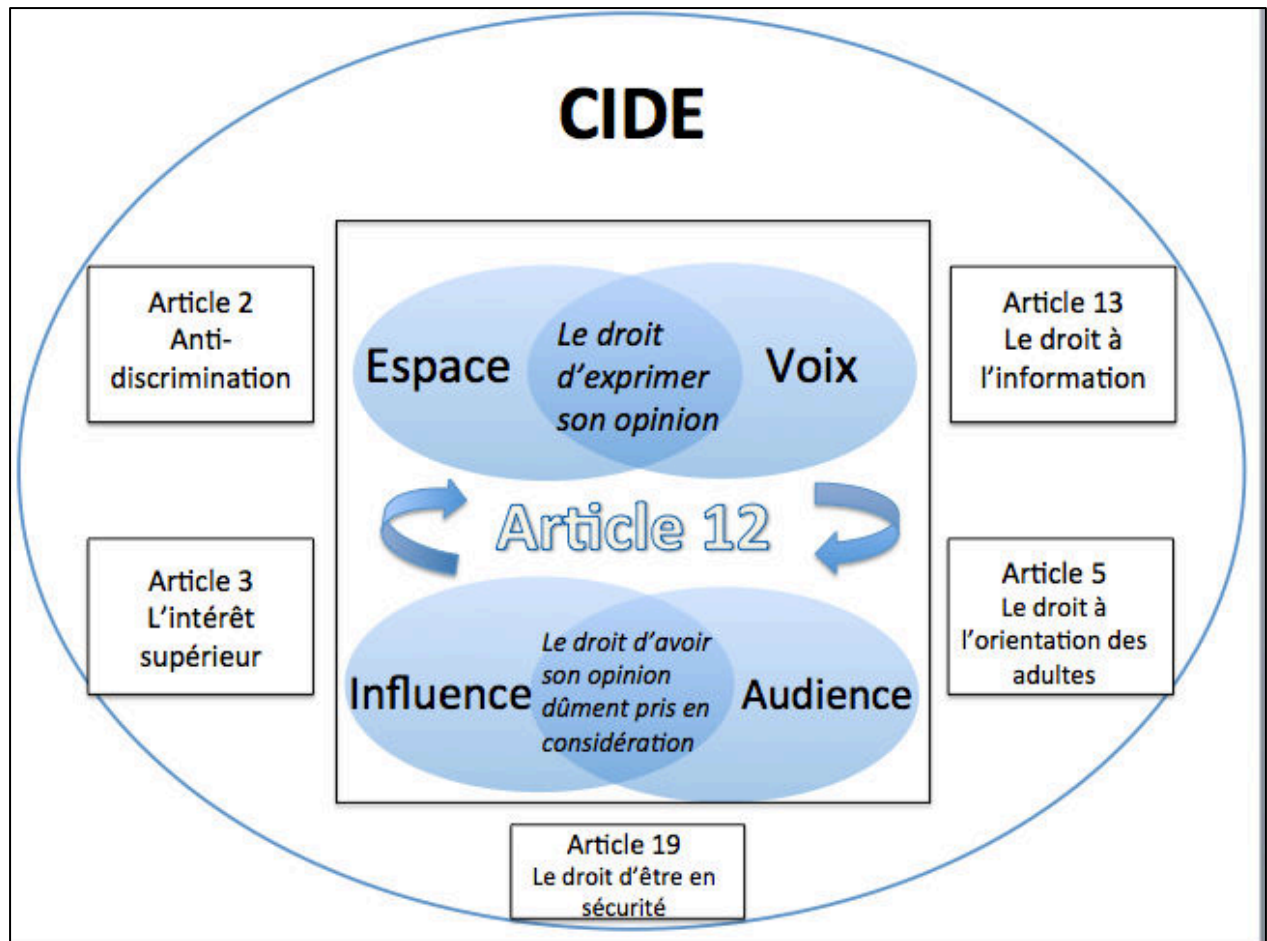 CIDE
Article 2
Anti-
discrimination
Espace
Le droit
d'exprimer
son opinion
Voix
Article 13
Le droit à
l'information
Article 12
Article 3
L'intérêt
supérieur
Influence
Le droit d'avoir
son opinion
dûment pris en
considération
Audience
Article 5
Le droit à
l'orientation des
adultes
Article 19
Le droit d'être en
sécurité